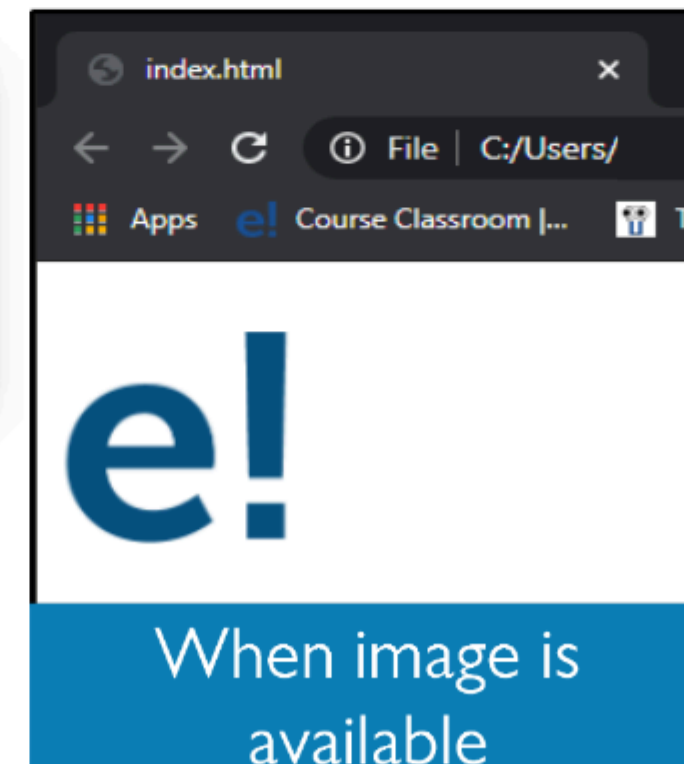 index.html
File C:/Users/
Apps e! Course Classroom |...
e!
When image is
available